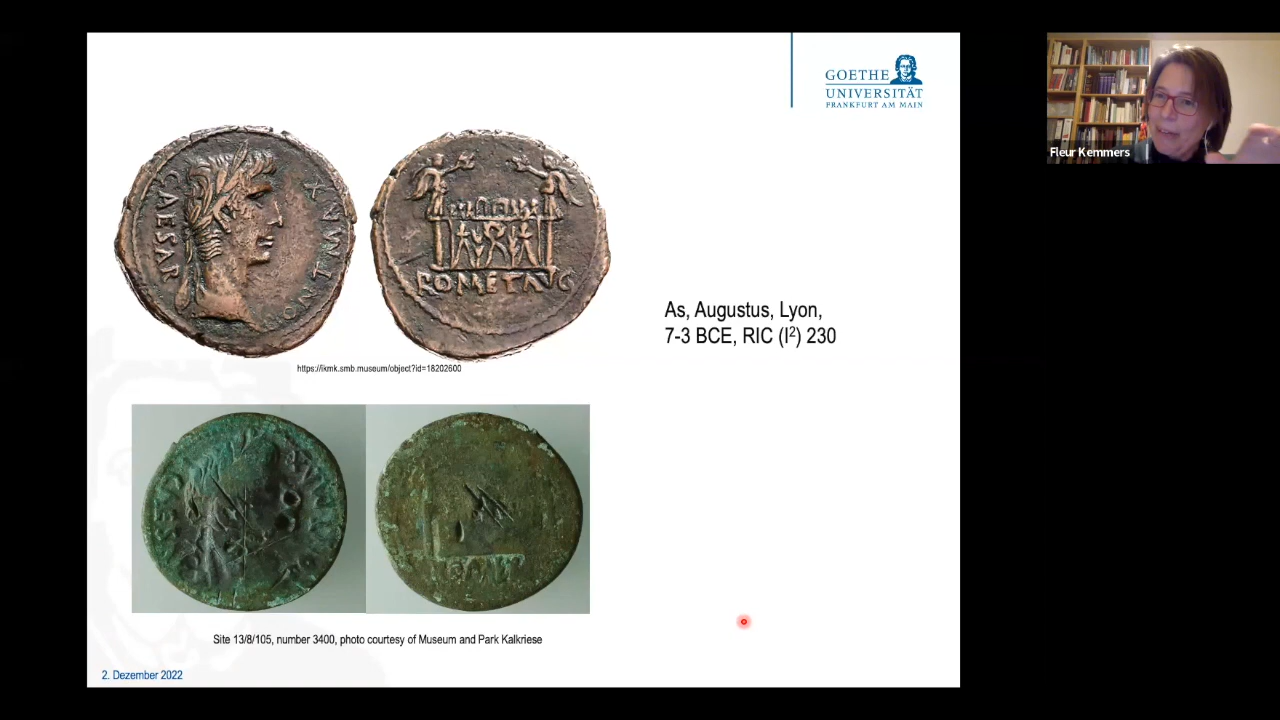 GOETHE
UNIVERSITÄT
FRANKFURT AM MAIN
Fleur Kemmers
CAESAR
PONT MAX
ROM ET AVG
As, Augustus, Lyon,
7-3 BCE, RIC (I²) 230
https://ikmk.smb.museum/object?id=18202600
Site 13/8/105, number 3400, photo courtesy of Museum and Park Kalkriese
2. Dezember 2022